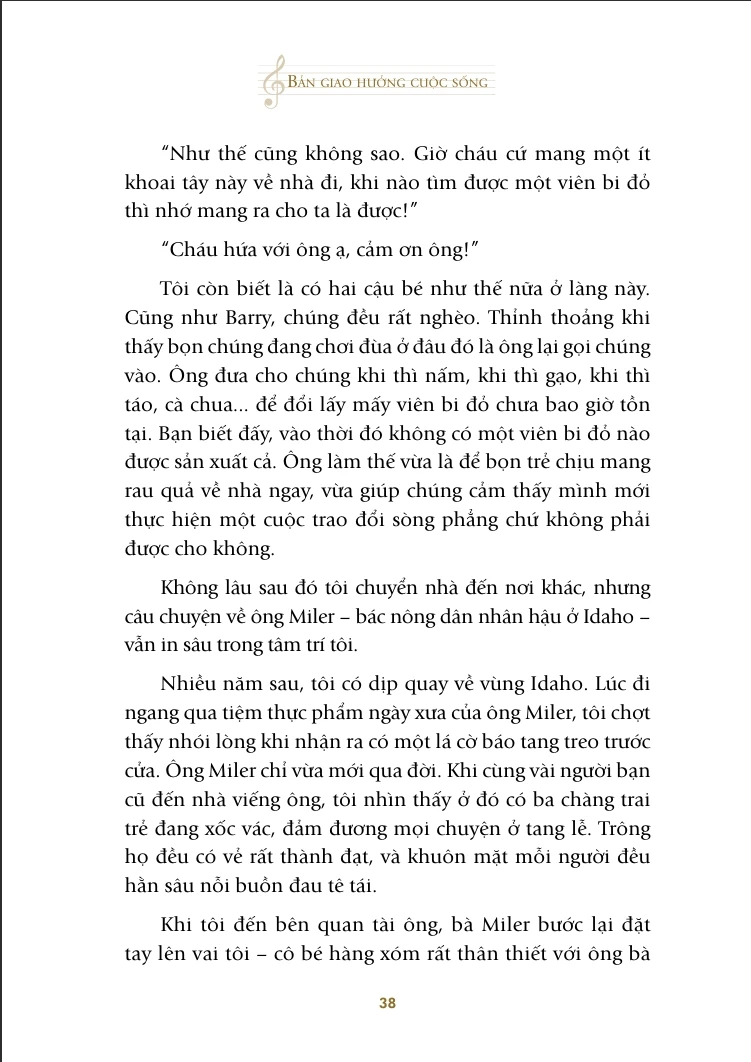 BẢN GIAO HƯỞNG CUỘC SỐNG
“Như thế cũng không sao. Giờ cháu cứ mang một ít
khoai tây này về nhà đi, khi nào tìm được một viên bi đỏ
thì nhớ mang ra cho ta là được!”
“Cháu hứa với ông ạ, cảm ơn ông!”
Tôi còn biết là có hai cậu bé như thế nữa ở làng này.
Cũng như Barry, chúng đều rất nghèo. Thỉnh thoảng khi
thấy bọn chúng đang chơi đùa ở đâu đó là ông lại gọi chúng
vào. Ông đưa cho chúng khi thì nấm, khi thì gạo, khi thì
táo, cà chua... để đổi lấy mấy viên bi đỏ chưa bao giờ tồn
tại. Bạn biết đấy, vào thời đó không có một viên bi đỏ nào
được sản xuất cả. Ông làm thế vừa là để bọn trẻ chịu mang
rau quả về nhà ngay, vừa giúp chúng cảm thấy mình mới
thực hiện một cuộc trao đổi sòng phẳng chứ không phải
được cho không.
Không lâu sau đó tôi chuyển nhà đến nơi khác, nhưng
câu chuyện về ông Miler – bác nông dân nhân hậu ở Idaho –
vẫn in sâu trong tâm trí tôi.
Nhiều năm sau, tôi có dịp quay về vùng Idaho. Lúc đi
ngang qua tiệm thực phẩm ngày xưa của ông Miler, tôi chợt
thấy nhói lòng khi nhận ra có một lá cờ báo tang treo trước
cửa. Ông Miler chỉ vừa mới qua đời. Khi cùng vài người bạn
cũ đến nhà viếng ông, tôi nhìn thấy ở đó có ba chàng trai
trẻ đang xốc vác, đảm đương mọi chuyện ở tang lễ. Trông
họ đều có vẻ rất thành đạt, và khuôn mặt mỗi người đều
hằn sâu nỗi buồn đau tê tái.
Khi tôi đến bên quan tài ông, bà Miler bước lại đặt
tay lên vai tôi – cô bé hàng xóm rất thân thiết với ông bà
38